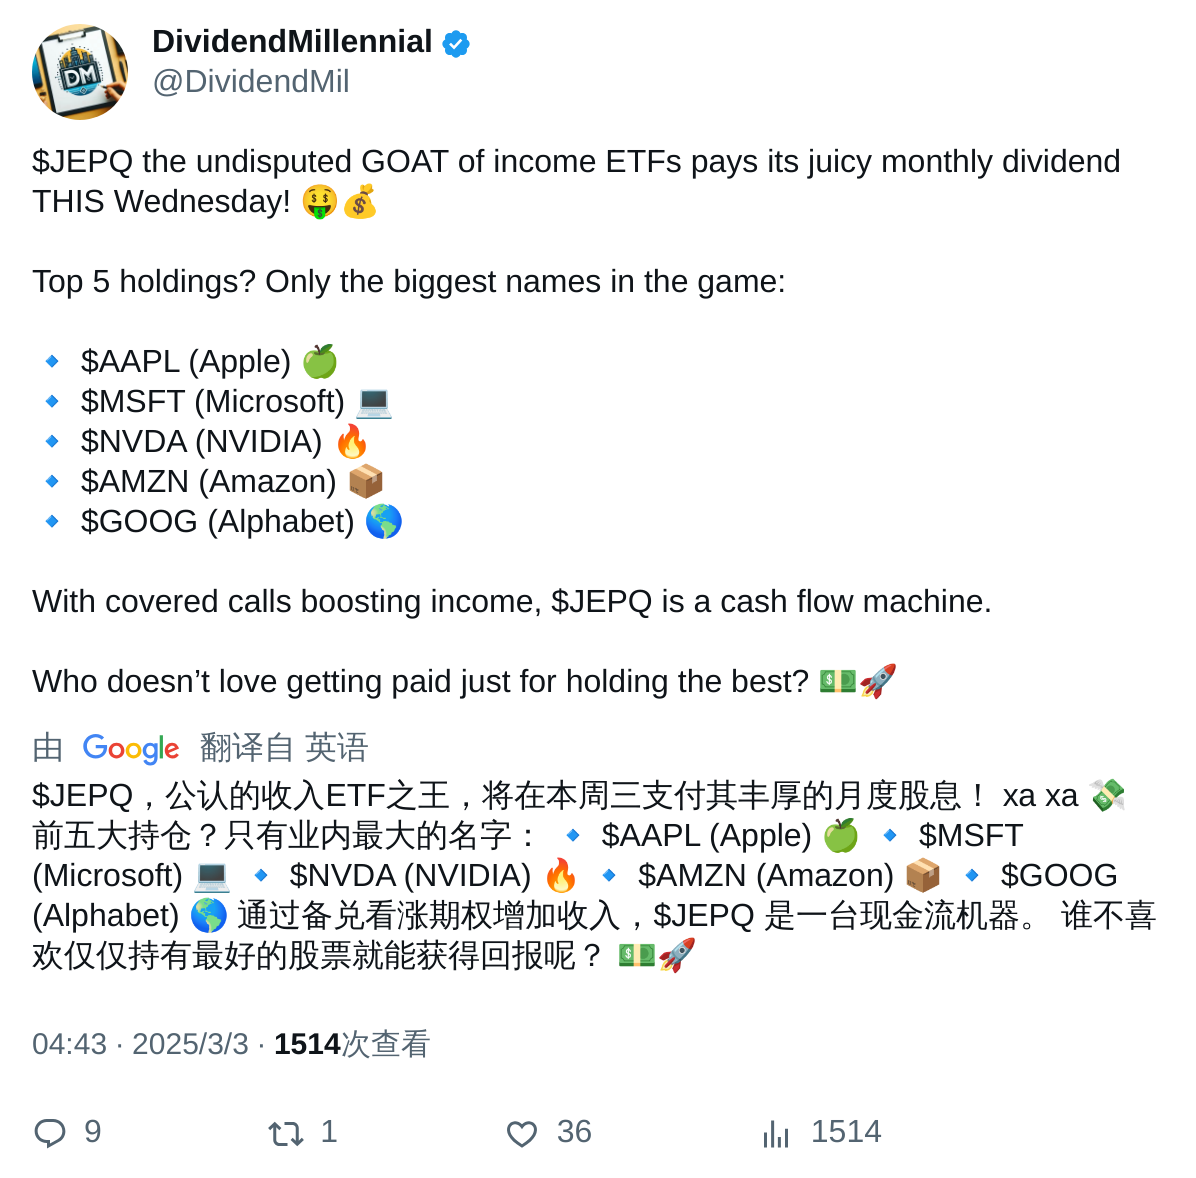 DividendMillennial
@DividendMil
DM
$JEPQ the undisputed GOAT of income ETFs pays its juicy monthly dividend
THIS Wednesday! 🤑💰
Top 5 holdings? Only the biggest names in the game:
🔹 $AAPL (Apple) 🍏
🔹 $MSFT (Microsoft) 💻
🔹 $NVDA (NVIDIA) 🔥
🔹 $AMZN (Amazon) 📦
🔹 $GOOG (Alphabet) 🌎
With covered calls boosting income, $JEPQ is a cash flow machine.
Who doesn’t love getting paid just for holding the best? 💵🚀
由 Google 翻译自 英语
$JEPQ，公认的收入ETF之王，将在本周三支付其丰厚的月度股息！ xa xa 💸
前五大持仓？只有业内最大的名字： 🔹 $AAPL (Apple) 🍏 🔹 $MSFT
(Microsoft) 💻 🔹 $NVDA (NVIDIA) 🔥 🔹 $AMZN (Amazon) 📦 🔹 $GOOG
(Alphabet) 🌎 通过备兑看涨期权增加收入，$JEPQ 是一台现金流机器。 谁不喜
欢仅仅持有最好的股票就能获得回报呢？ 💵🚀
04:43 · 2025/3/3 · 1514次查看
9 1 36 1514